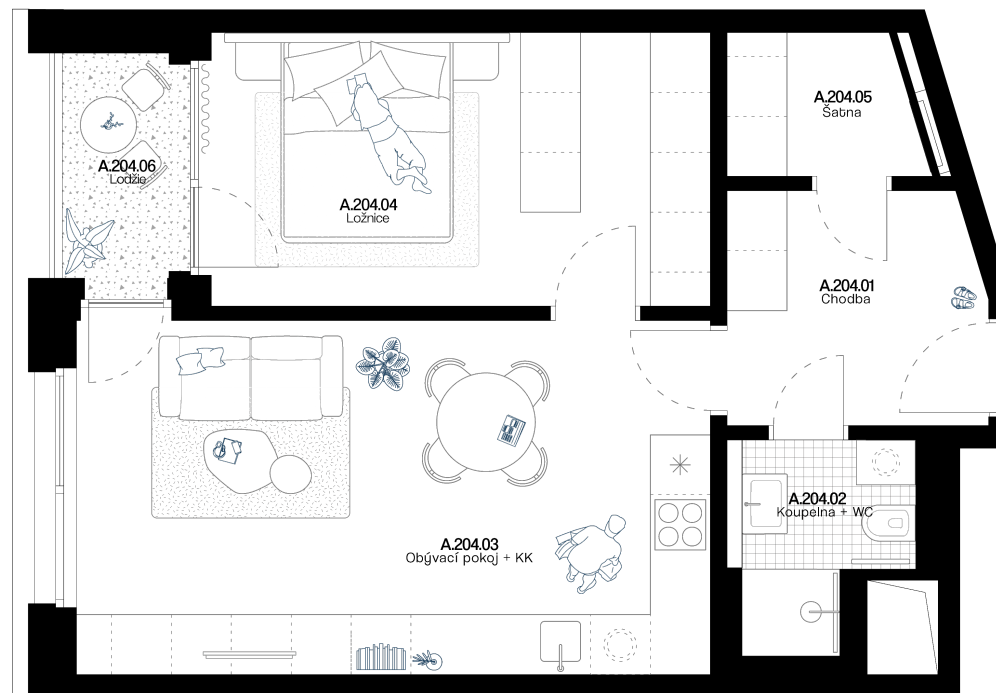 A.204.05
Šatna
A.204.06
Lodžie
A.204.04
Ložnice
A.204.01
Chodba
A.204.02
Koupelna + WC
A.204.03
Obývací pokoj + KK